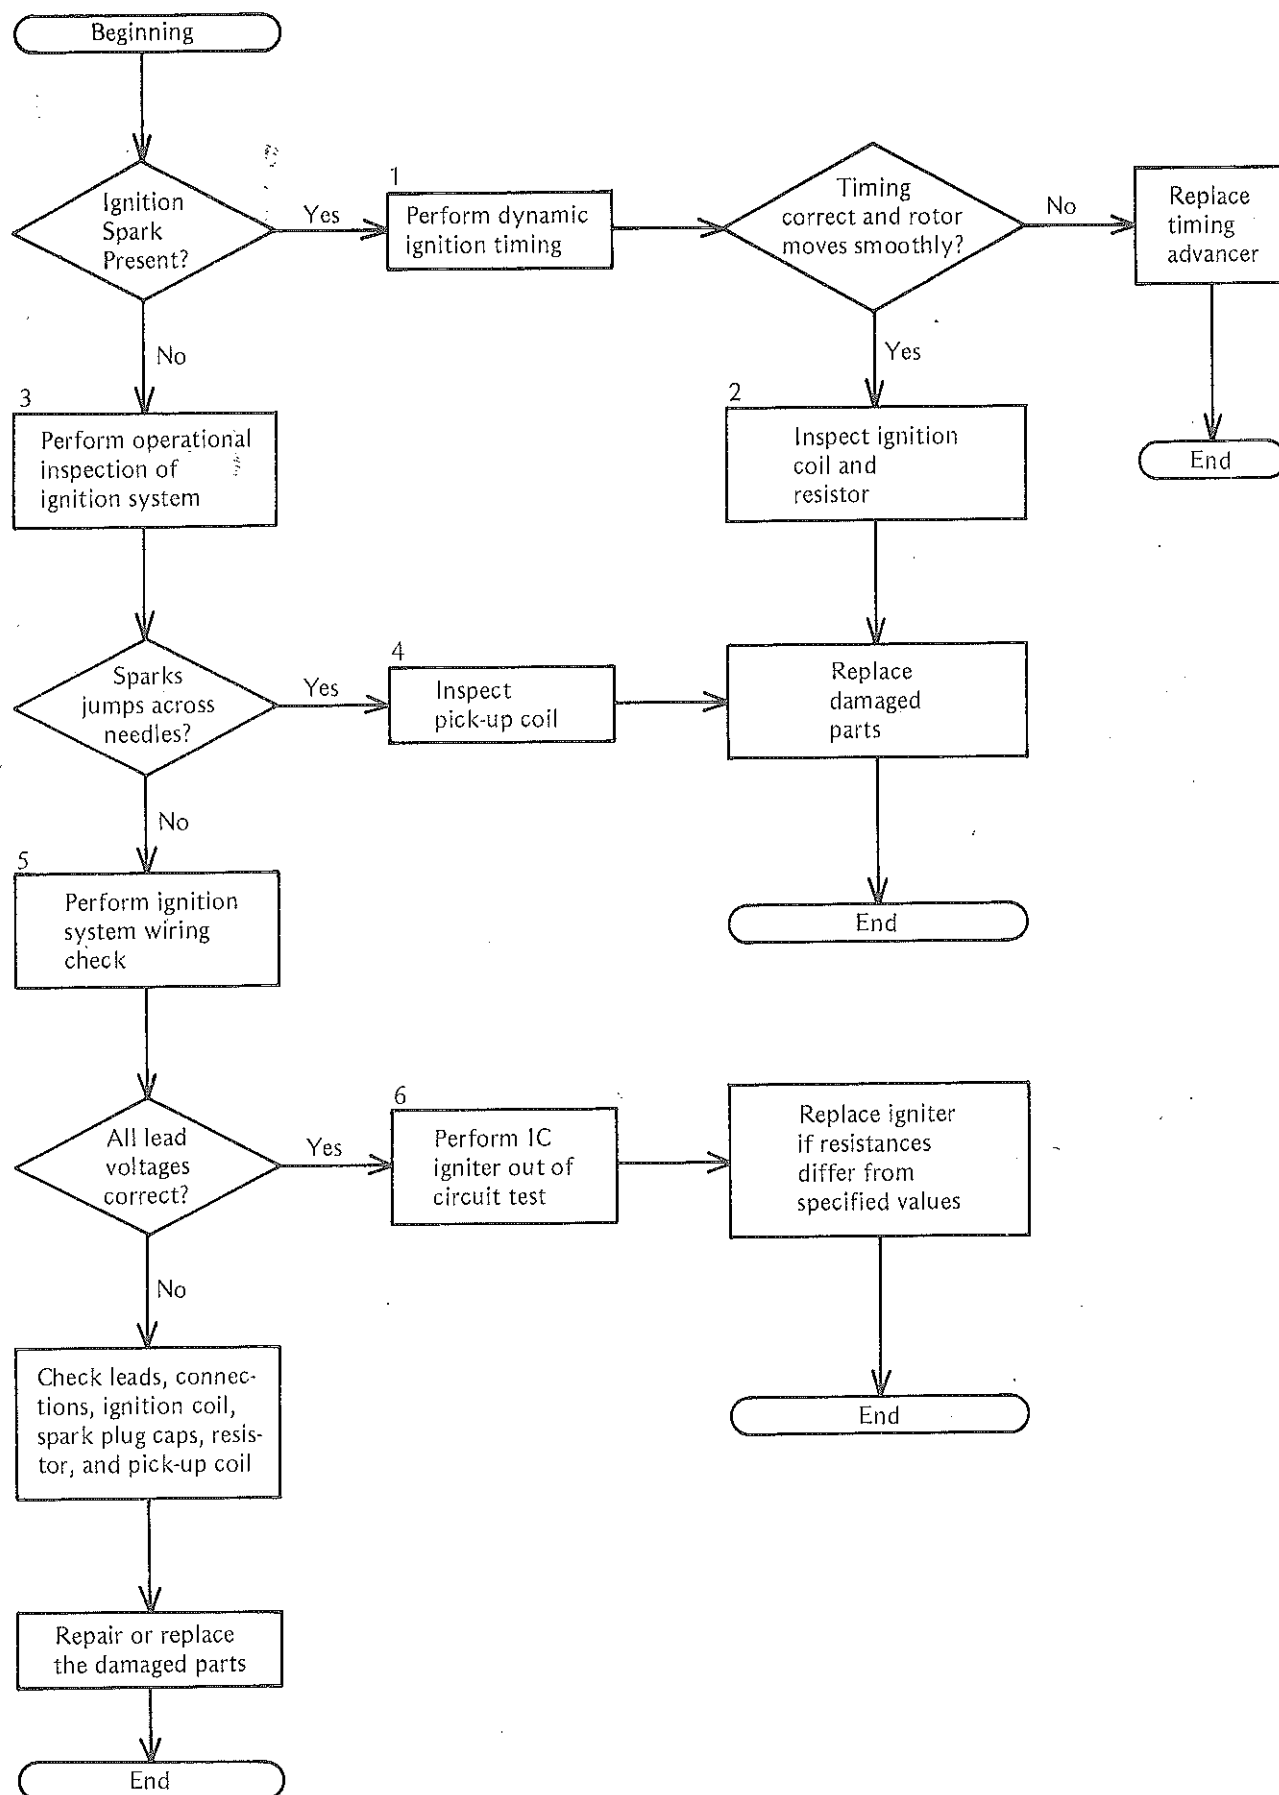 Beginning
Ignition
Spark
Present?
Yes
1
Perform dynamic
ignition timing
Timing
correct and rotor
moves smoothly?
No
Replace
timing
advancer
End
Yes
2
Inspect ignition
coil and
resistor
No
3
Perform operational
inspection of
ignition system
Sparks
jumps across
needles?
Yes
4
Inspect
pick-up coil
Replace
damaged
parts
End
No
5
Perform ignition
system wiring
check
All lead
voltages
correct?
Yes
6
Perform 1C
igniter out of
circuit test
Replace igniter
if resistances
differ from
specified values
End
No
Check leads, connec-
tions, ignition coil,
spark plug caps, resis-
tor, and pick-up coil
Repair or replace
the damaged parts
End